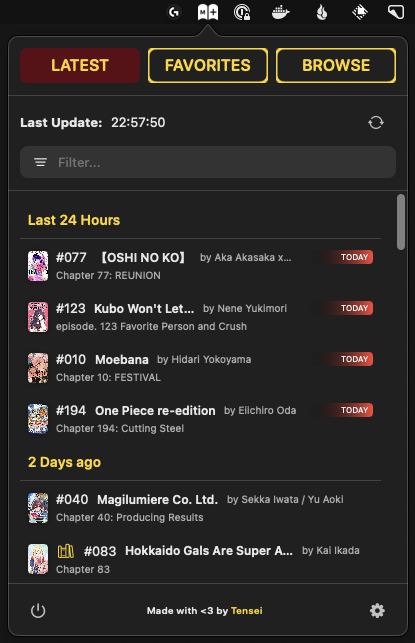 LATEST
FAVORITES
BROWSE
Last Update: 22:57:50
Filter...
Last 24 Hours
#077 【OSHI NO KO】 by Aka Akasaka x... TODAY
Chapter 77: REUNION
#123 Kubo Won't Let... by Nene Yukimori TODAY
episode. 123 Favorite Person and Crush
#010 Moebana by Hidari Yokoyama TODAY
Chapter 10: FESTIVAL
#194 One Piece re-edition by Eiichiro Oda TODAY
Chapter 194: Cutting Steel
2 Days ago
#040 Magilumiere Co. Ltd. by Sekka Iwata / Yu Aoki
Chapter 40: Producing Results
#083 Hokkaido Gals Are Super A... by Kai Ikada
Chapter 83
Made with <3 by Tensei